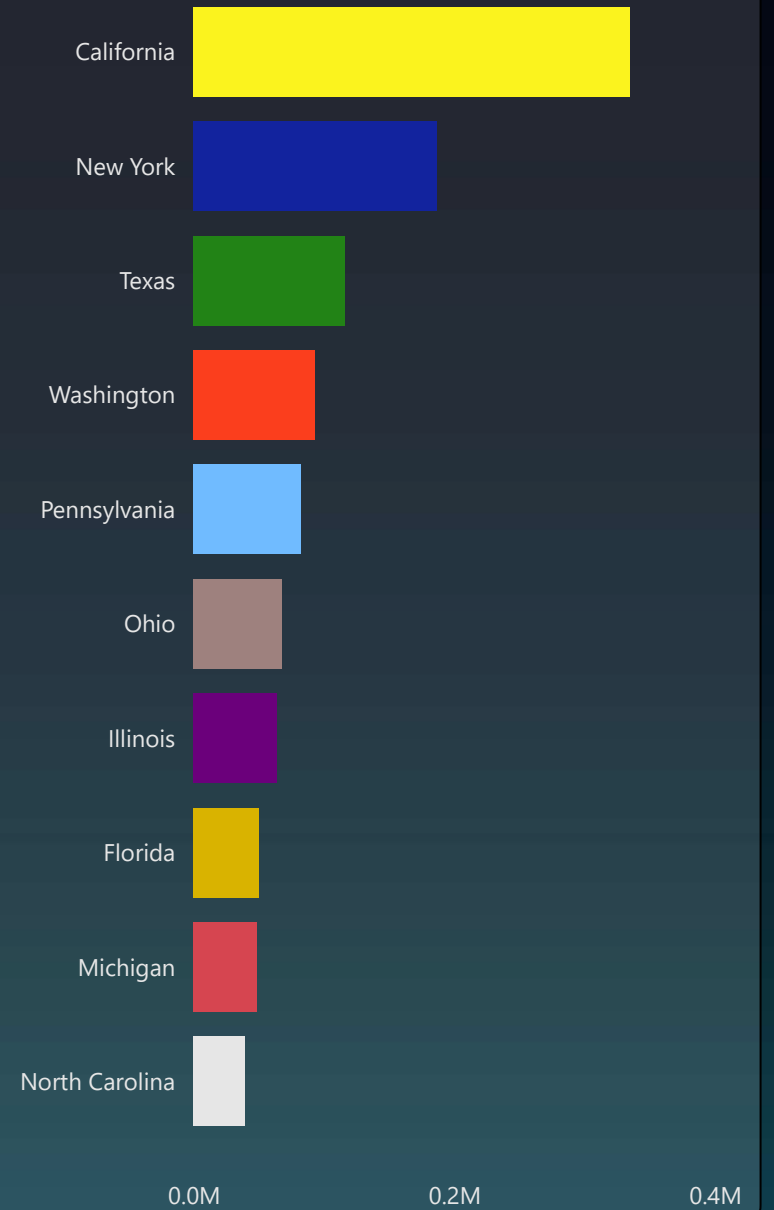 California
New York
Texas
Washington
Pennsylvania
Ohio
Illinois
Florida
Michigan
North Carolina
0.0M 0.2M 0.4M